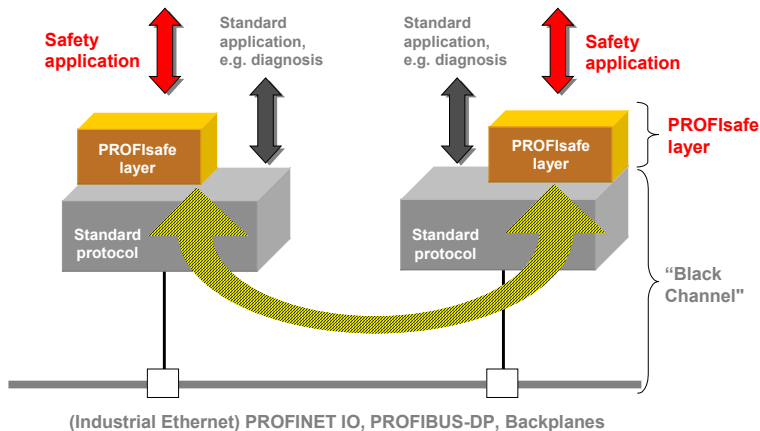 Safety
application
Standard
application,
e.g. diagnosis
Standard
application,
e.g. diagnosis
Safety
application
PROFIsafe
layer
PROFIsafe
layer
PROFIsafe
layer
Standard
protocol
Standard
protocol
“Black
Channel"
(Industrial Ethernet) PROFINET IO, PROFIBUS-DP, Backplanes